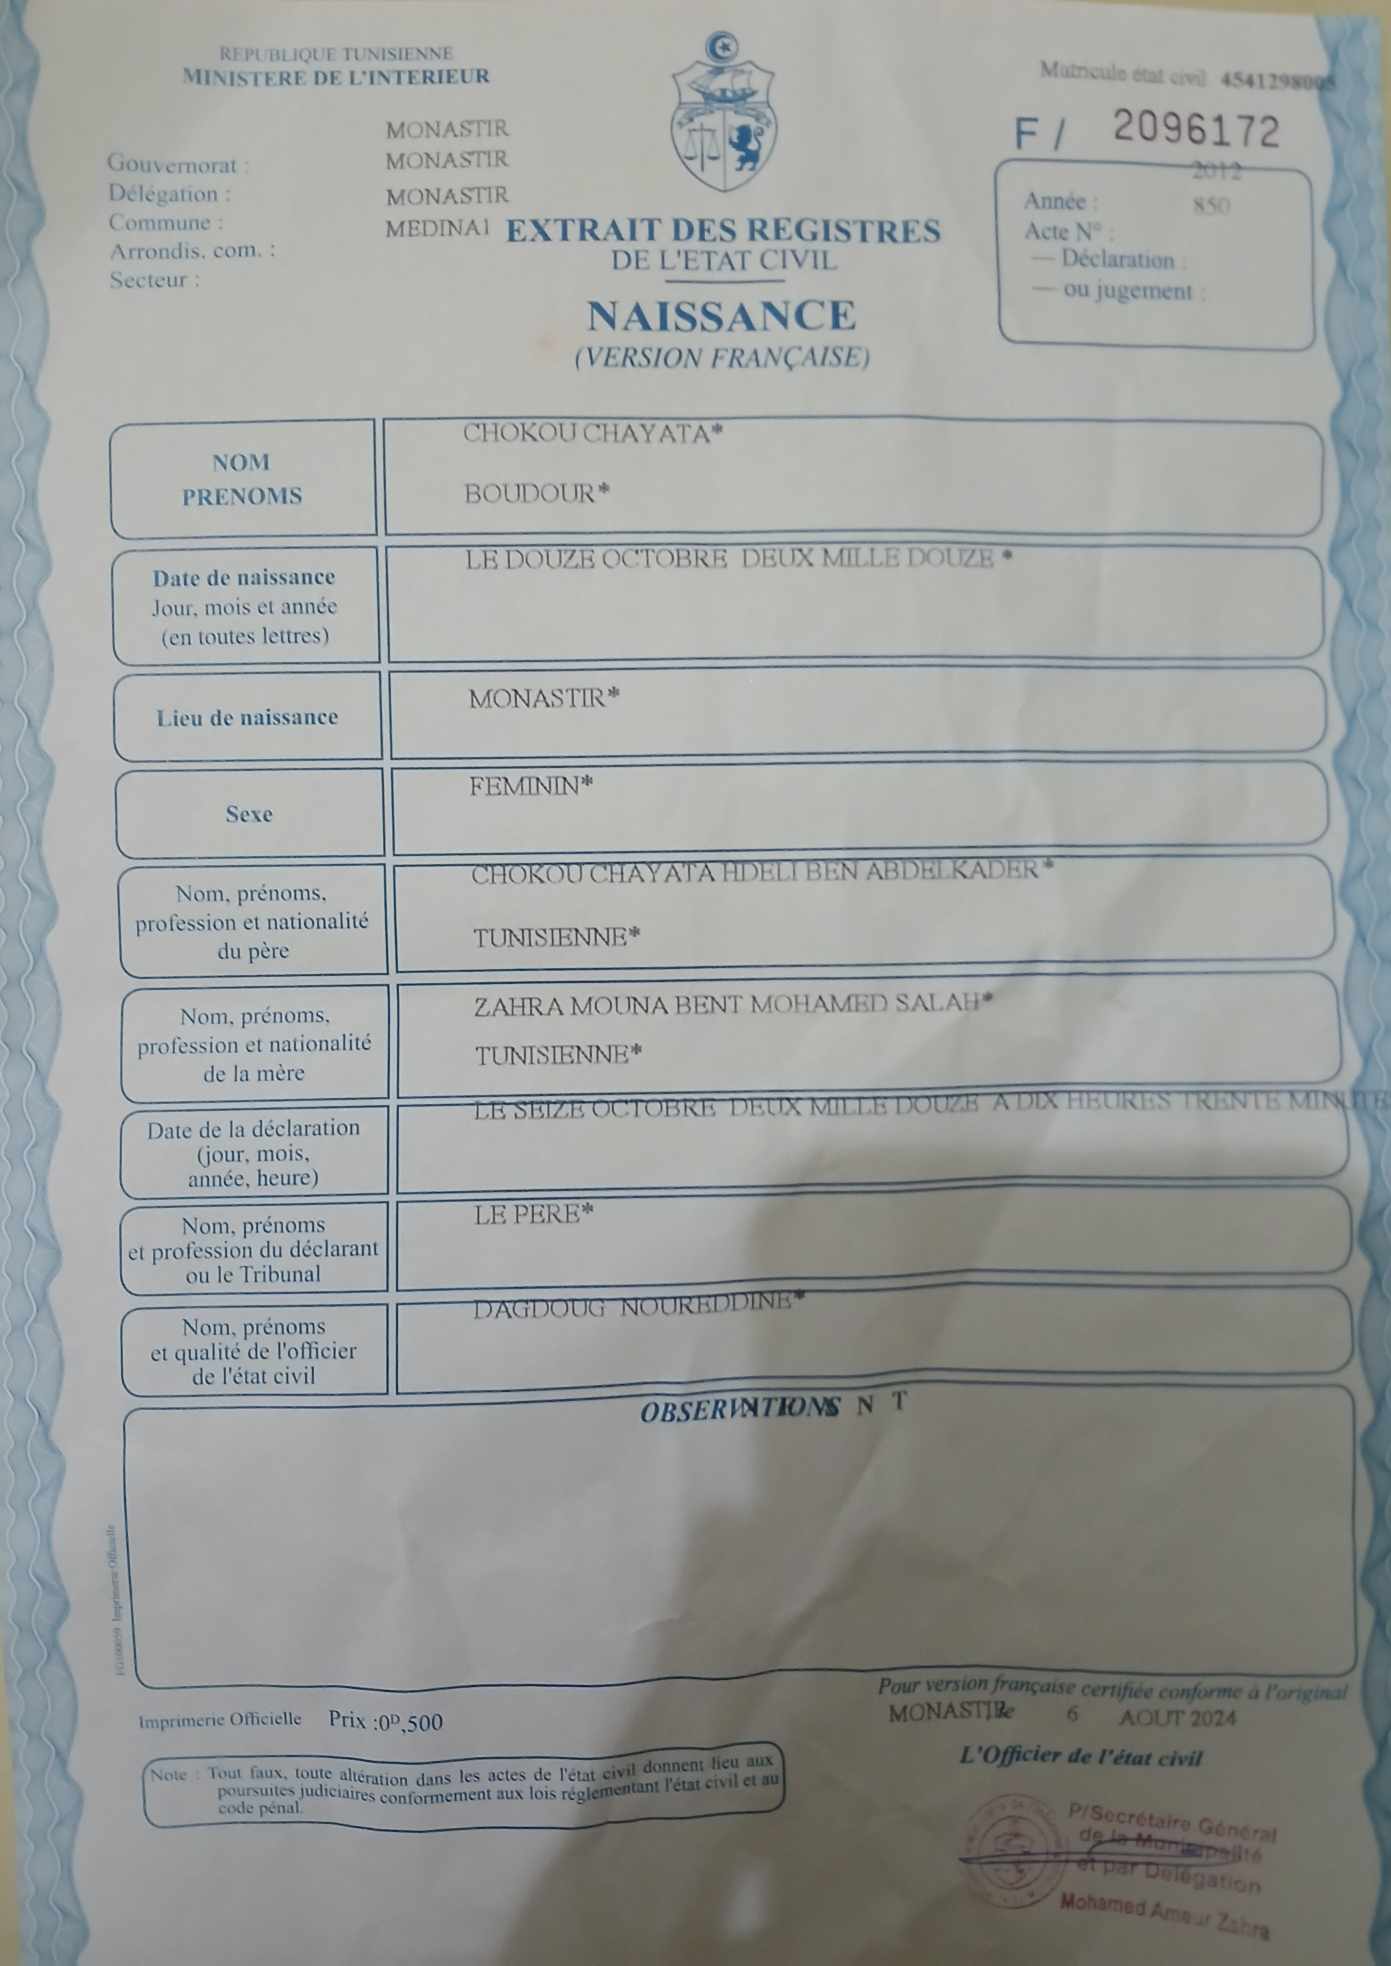 REPUBLIQUE TUNISIENNE
MINISTERE DE L'INTERIEUR
Matricule état civil 4541298005
F / 2096172
MONASTIR
Gouvernorat : MONASTIR
Délégation : MONASTIR
Commune : MEDINA1
Arrondis. com. :
Secteur :
EXTRAIT DES REGISTRES
DE L'ETAT CIVIL
NAISSANCE
(VERSION FRANÇAISE)
2012
Année : 850
Acte N° :
— Déclaration :
— ou jugement :
NOM
PRENOMS
CHOKOU CHAYATA*
BOUDOUR*
Date de naissance
Jour, mois et année
(en toutes lettres)
LE DOUZE OCTOBRE DEUX MILLE DOUZE *
Lieu de naissance
MONASTIR*
Sexe
FEMININ*
Nom, prénoms,
profession et nationalité
du père
CHOKOU CHAYATA HDELI BEN ABDELKADER*
TUNISIENNE*
Nom, prénoms,
profession et nationalité
de la mère
ZAHRA MOUNA BENT MOHAMED SALAH*
TUNISIENNE*
Date de la déclaration
(jour, mois,
année, heure)
LE SEIZE OCTOBRE DEUX MILLE DOUZE A DIX HEURES TRENTE MINUTES
Nom, prénoms
et profession du déclarant
ou le Tribunal
LE PERE*
Nom, prénoms
et qualité de l'officier
de l'état civil
DAGDOUG NOUREDDINE*
OBSERVATIONS N T
Imprimerie Officielle
Pour version française certifiée conforme à l'original
MONASTIR le 6 AOUT 2024
Imprimerie Officielle Prix :0ᴰ,500
L'Officier de l'état civil
Note : Tout faux, toute altération dans les actes de l'état civil donnent lieu aux
poursuites judiciaires conformement aux lois réglementant l'état civil et au
code pénal.
P/Secrétaire Général
de la Municipalité
et par Délégation
Mohamed Ameur Zahra